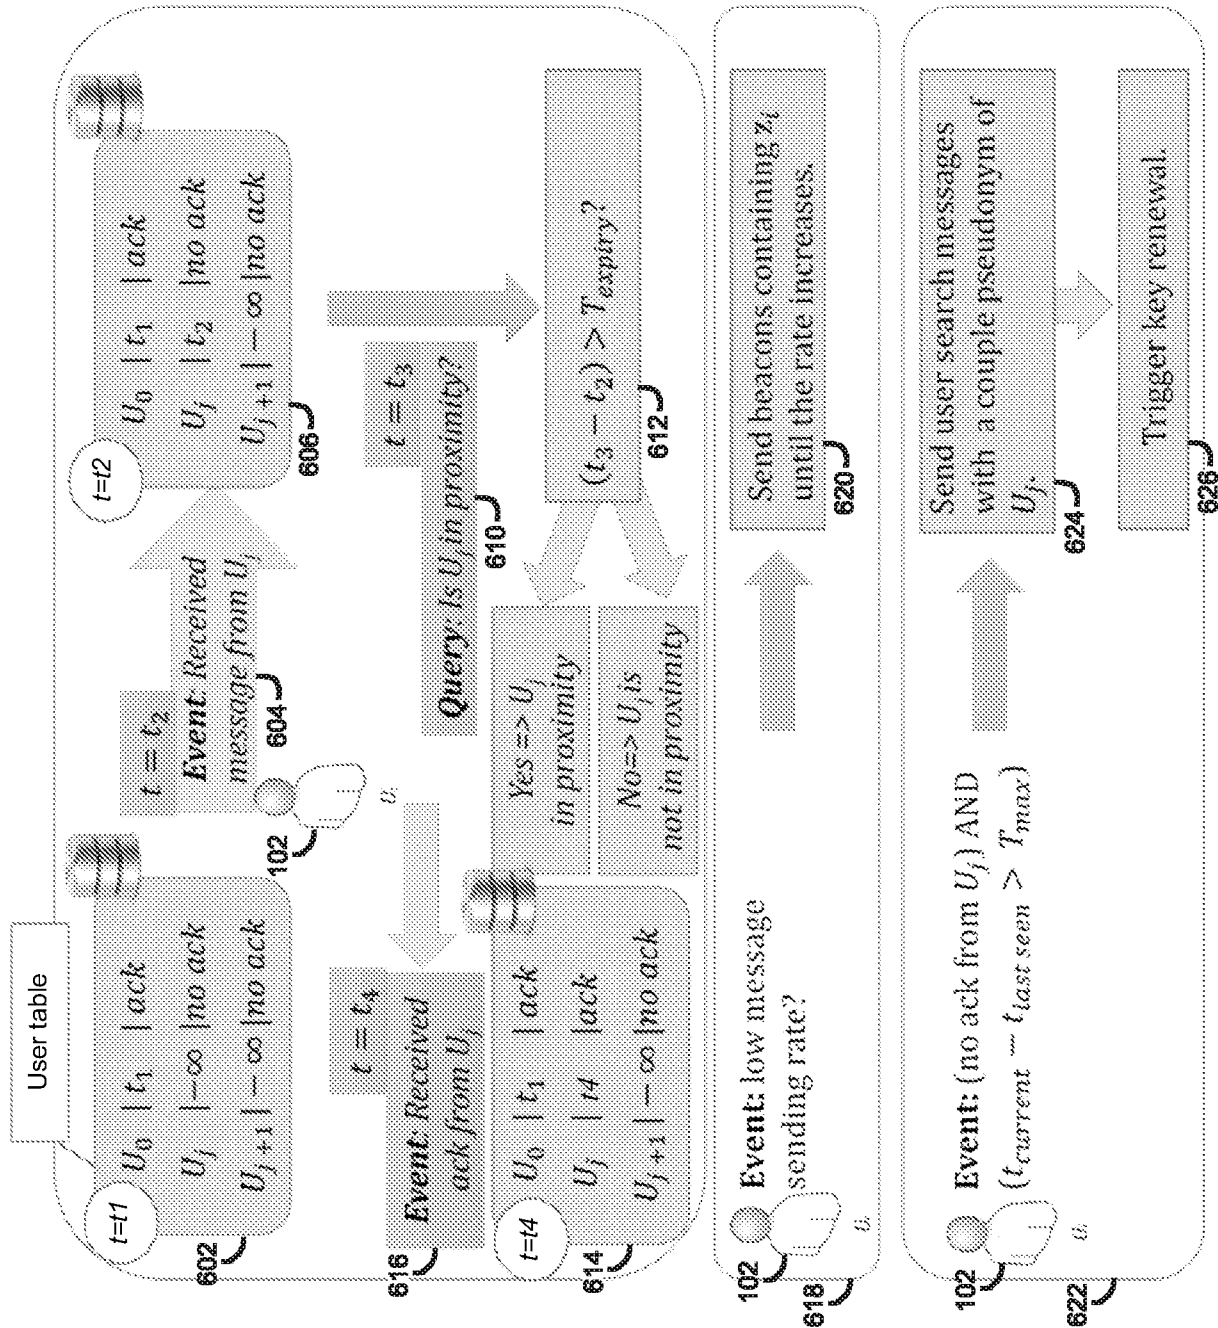 User table
t=t1
U0 | t1 | ack
Uj | −∞ | no ack
Uj+1 | − ∞ | no ack
602
t = t2
Event: Received
message from Uj
604
102
t=t2
U0 | t1 | ack
Uj | t2 | no ack
Uj+1 | − ∞ | no ack
606
t = t3
Query: Is Uj in proximity?
610
(t3 − t2) > Texpiry?
612
Yes => Uj
in proximity
No=> Uj is
not in proximity
t = t4
Event: Received
ack from Uj
616
t=t4
U0 | t1 | ack
Uj | t4 | ack
Uj+1 | − ∞ | no ack
614
Event: low message
sending rate?
102
618
Send beacons containing zi
until the rate increases.
620
Event: (no ack from Uj) AND
(tcurrent − tlast seen > Tmax)
102
622
Send user search messages
with a couple pseudonym of
Uj.
624
Trigger key renewal.
626